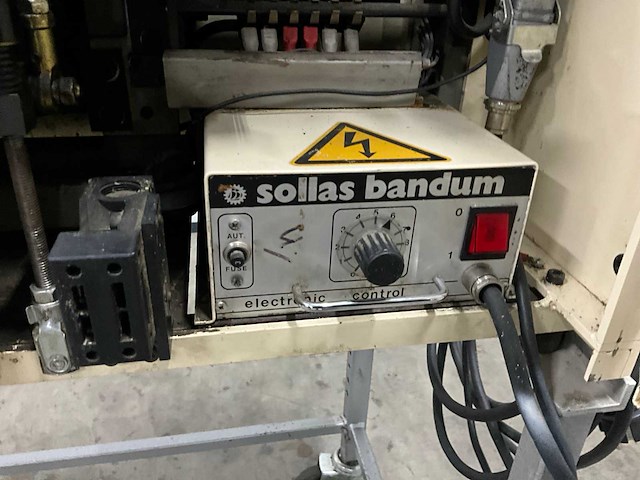 sollas bandum
0
AUT.
FUSE
1
electronic control